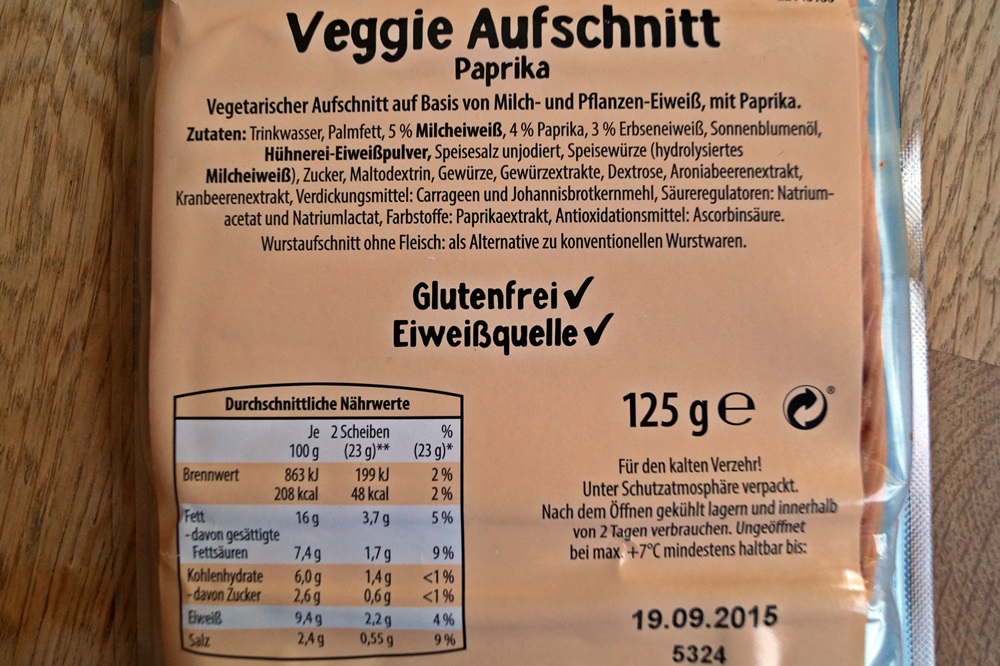 Veggie Aufschnitt
Paprika
Vegetarischer Aufschnitt auf Basis von Milch- und Pflanzen-Eiweiß, mit Paprika.
Zutaten: Trinkwasser, Palmfett, 5 % Milcheiweiß, 4 % Paprika, 3 % Erbseneiweiß, Sonnenblumenöl,
Hühnerei-Eiweißpulver, Speisesalz unjodiert, Speisewürze (hydrolysiertes
Milcheiweiß), Zucker, Maltodextrin, Gewürze, Gewürzextrakte, Dextrose, Aroniabeerenextrakt,
Kranbeerenextrakt, Verdickungsmittel: Carrageen und Johannisbrotkernmehl, Säureregulatoren: Natrium-
acetat und Natriumlactat, Farbstoffe: Paprikaextrakt, Antioxidationsmittel: Ascorbinsäure.
Wurstaufschnitt ohne Fleisch: als Alternative zu konventionellen Wurstwaren.
Glutenfrei ✓
Eiweißquelle ✓
Durchschnittliche Nährwerte
Je 2 Scheiben %
100 g (23 g)** (23 g)*
Brennwert 863 kJ 199 kJ 2 %
208 kcal 48 kcal 2 %
Fett 16 g 3,7 g 5 %
-davon gesättigte
Fettsäuren 7,4 g 1,7 g 9 %
Kohlenhydrate 6,0 g 1,4 g <1 %
-davon Zucker 2,6 g 0,6 g <1 %
Eiweiß 9,4 g 2,2 g 4 %
Salz 2,4 g 0,55 g 9 %
125 g e ®
Für den kalten Verzehr!
Unter Schutzatmosphäre verpackt.
Nach dem Öffnen gekühlt lagern und innerhalb
von 2 Tagen verbrauchen. Ungeöffnet
bei max. +7°C mindestens haltbar bis:
19.09.2015
5324